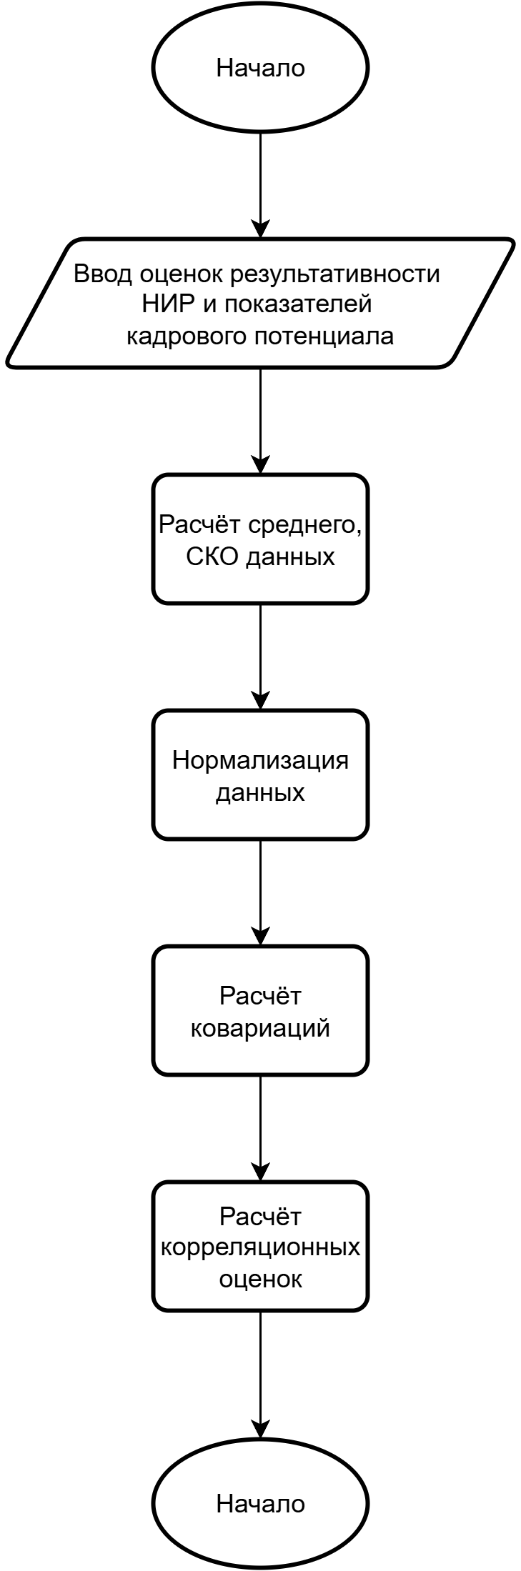 Начало
Ввод оценок результативности
НИР и показателей
кадрового потенциала
Расчёт среднего,
СКО данных
Нормализация
данных
Расчёт
ковариаций
Расчёт
корреляционных
оценок
Начало